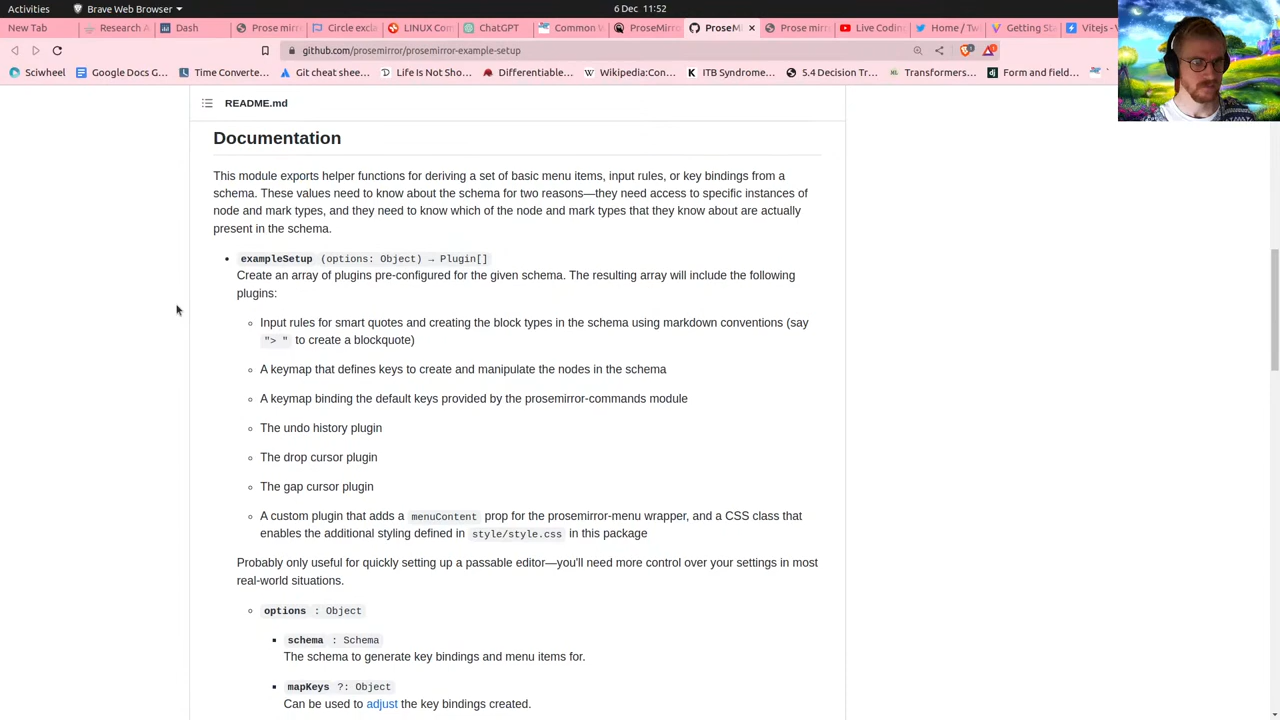 Activities
Brave Web Browser
6 Dec 11:52
New Tab
Research A
Dash
Prose mirr
Circle excla
LINUX Com
ChatGPT
Common W
ProseMirro
ProseMi
Prose mirr
Live Coding
Home / Tw
Getting Sta
Vitejs - V
github.com/prosemirror/prosemirror-example-setup
Sciwheel
Google Docs G...
Time Converte...
Git cheat shee...
Life Is Not Sho...
Differentiable...
Wikipedia:Con...
ITB Syndrome...
5.4 Decision Tr...
Transformers...
Form and field...
README.md
Documentation
This module exports helper functions for deriving a set of basic menu items, input rules, or key bindings from a
schema. These values need to know about the schema for two reasons—they need access to specific instances of
node and mark types, and they need to know which of the node and mark types that they know about are actually
present in the schema.
exampleSetup (options: Object) → Plugin[]
Create an array of plugins pre-configured for the given schema. The resulting array will include the following
plugins:
Input rules for smart quotes and creating the block types in the schema using markdown conventions (say
"> " to create a blockquote)
A keymap that defines keys to create and manipulate the nodes in the schema
A keymap binding the default keys provided by the prosemirror-commands module
The undo history plugin
The drop cursor plugin
The gap cursor plugin
A custom plugin that adds a menuContent prop for the prosemirror-menu wrapper, and a CSS class that
enables the additional styling defined in style/style.css in this package
Probably only useful for quickly setting up a passable editor—you'll need more control over your settings in most
real-world situations.
options : Object
schema : Schema
The schema to generate key bindings and menu items for.
mapKeys ?: Object
Can be used to adjust the key bindings created.